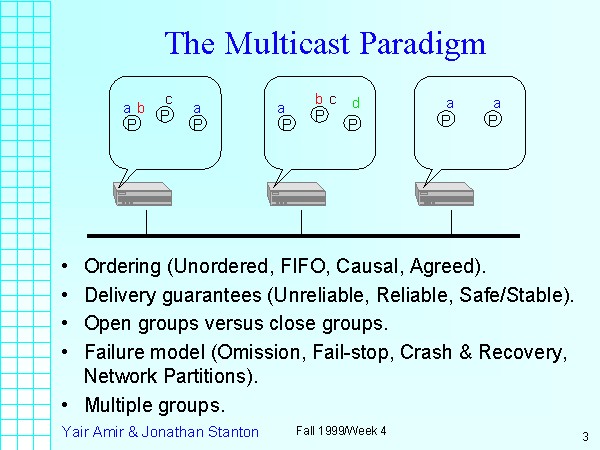 The Multicast Paradigm
a b c a
P P P
a b c d
P P P
a a
P P
• Ordering (Unordered, FIFO, Causal, Agreed).
• Delivery guarantees (Unreliable, Reliable, Safe/Stable).
• Open groups versus close groups.
• Failure model (Omission, Fail-stop, Crash & Recovery,
Network Partitions).
• Multiple groups.
Yair Amir & Jonathan Stanton
Fall 1999/Week 4
3